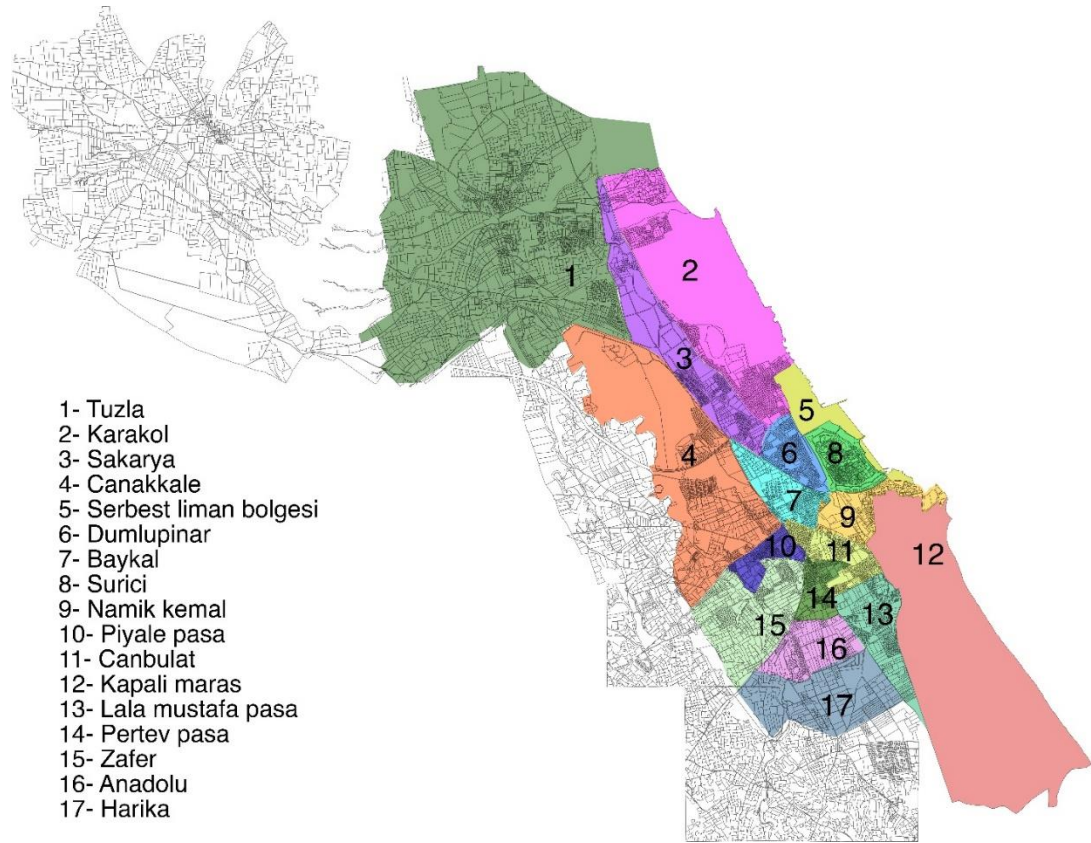 1
2
3
4
5
6
7
8
9
10
11
12
13
14
15
16
17
1- Tuzla
2- Karakol
3- Sakarya
4- Canakkale
5- Serbest liman bolgesi
6- Dumlupinar
7- Baykal
8- Surici
9- Namik kemal
10- Piyale pasa
11- Canbulat
12- Kapali maras
13- Lala mustafa pasa
14- Pertev pasa
15- Zafer
16- Anadolu
17- Harika